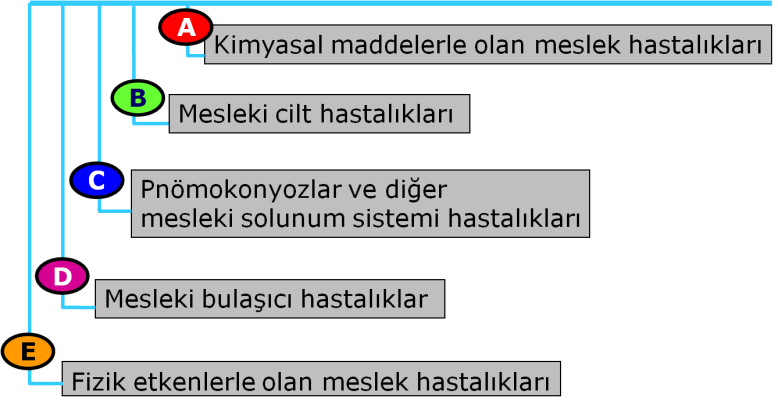 A
Kimyasal maddelerle olan meslek hastalıkları
B
Mesleki cilt hastalıkları
C
Pnömokonyozlar ve diğer
mesleki solunum sistemi hastalıkları
D
Mesleki bulaşıcı hastalıklar
E
Fizik etkenlerle olan meslek hastalıkları